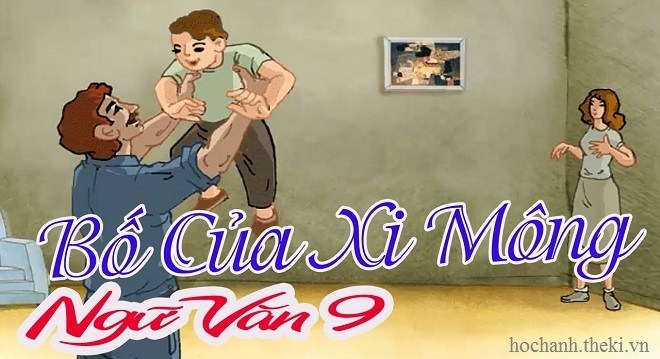 Bố Của Xi Mông
Ngữ Văn 9
hochanh.theki.vn